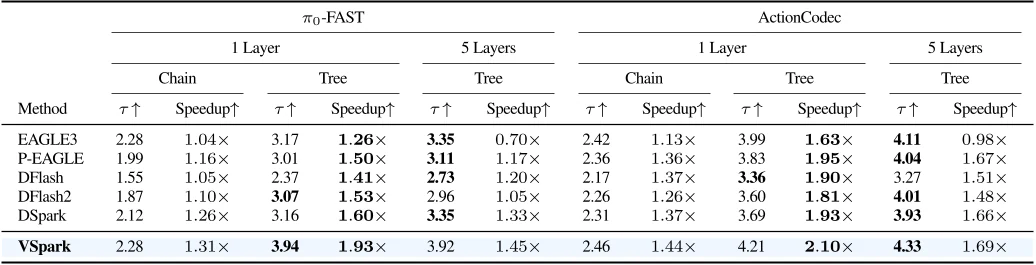 π₀-FAST ActionCodec
1 Layer 5 Layers 1 Layer 5 Layers
Chain Tree Tree Chain Tree Tree
Method τ↑ Speedup↑ τ↑ Speedup↑ τ↑ Speedup↑ τ↑ Speedup↑ τ↑ Speedup↑ τ↑ Speedup↑
EAGLE3 2.28 1.04× 3.17 1.26× 3.35 0.70× 2.42 1.13× 3.99 1.63× 4.11 0.98×
P-EAGLE 1.99 1.16× 3.01 1.50× 3.11 1.17× 2.36 1.36× 3.83 1.95× 4.04 1.67×
DFlash 1.55 1.05× 2.37 1.41× 2.73 1.20× 2.17 1.37× 3.36 1.90× 3.27 1.51×
DFlash2 1.87 1.10× 3.07 1.53× 2.96 1.05× 2.26 1.26× 3.60 1.81× 4.01 1.48×
DSpark 2.12 1.26× 3.16 1.60× 3.35 1.33× 2.31 1.37× 3.69 1.93× 3.93 1.66×
VSpark 2.28 1.31× 3.94 1.93× 3.92 1.45× 2.46 1.44× 4.21 2.10× 4.33 1.69×